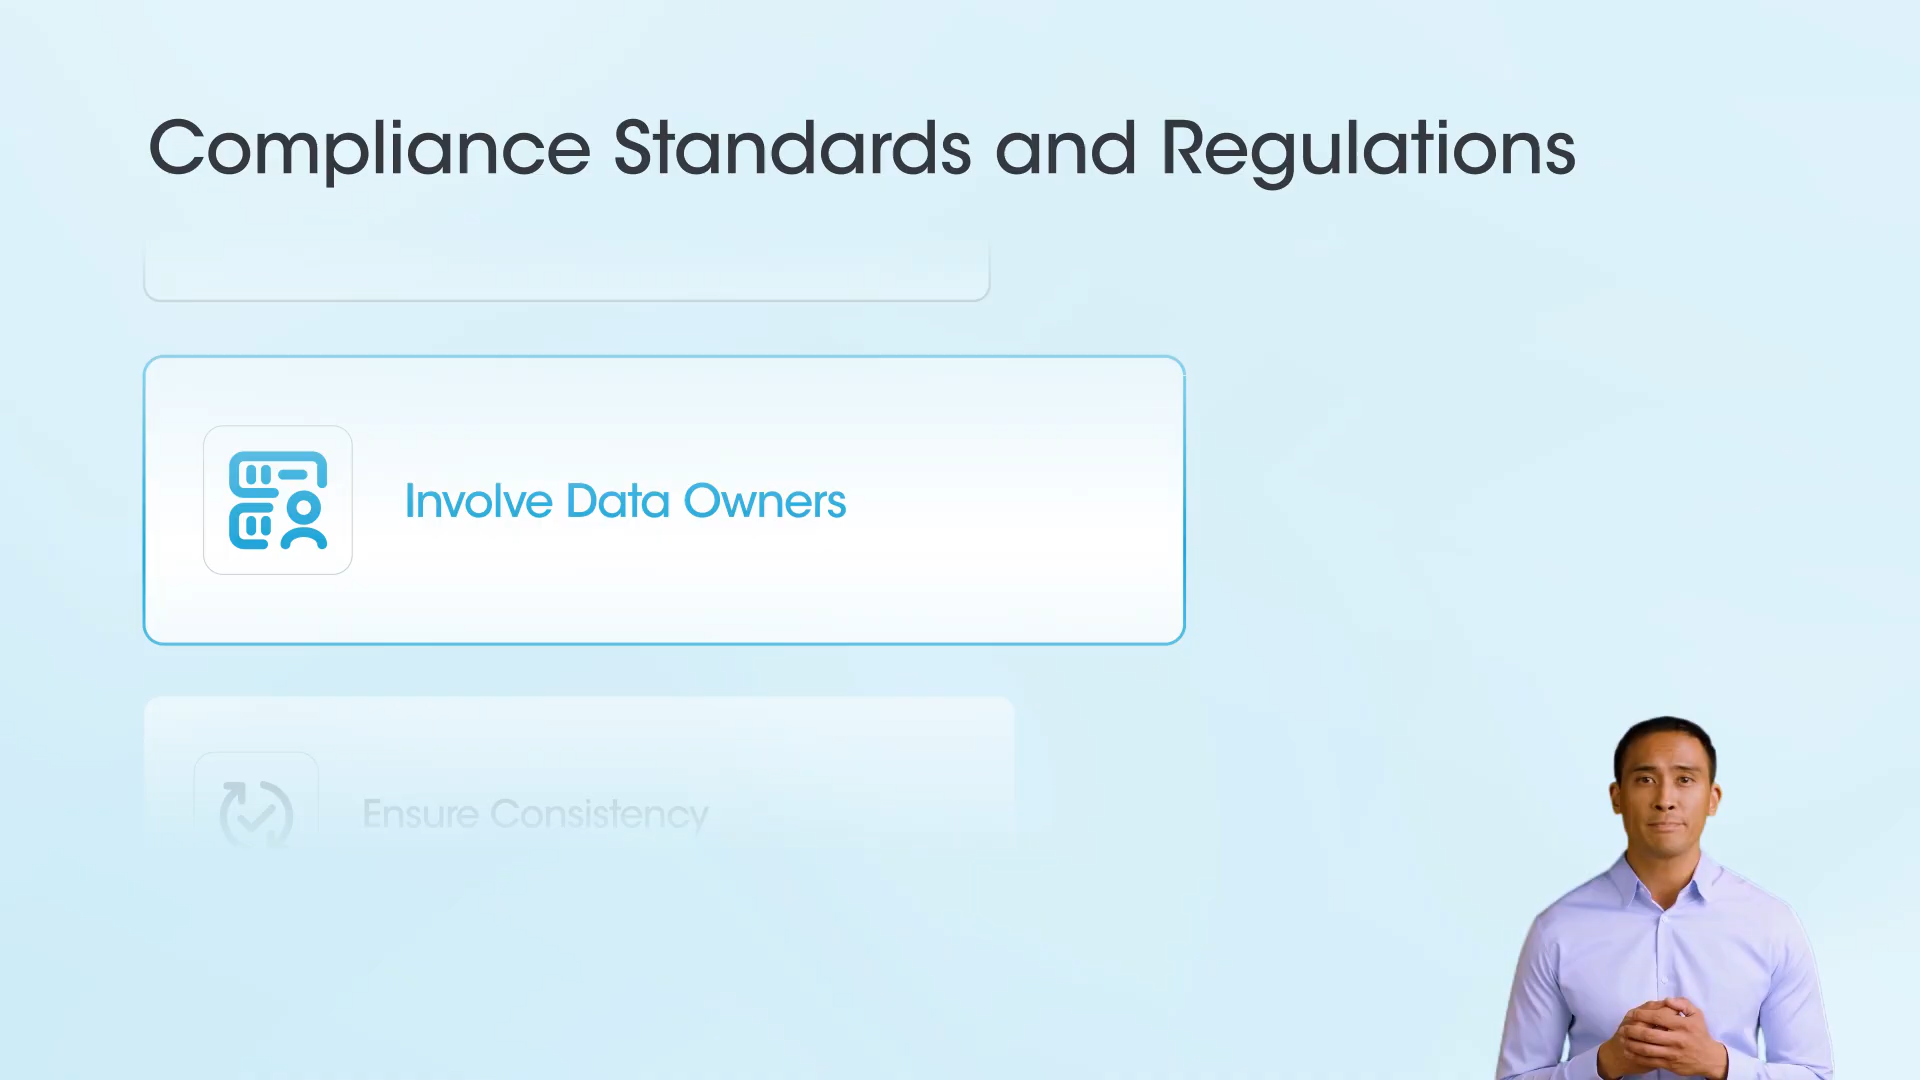 Compliance Standards and Regulations
Involve Data Owners
Ensure Consistency